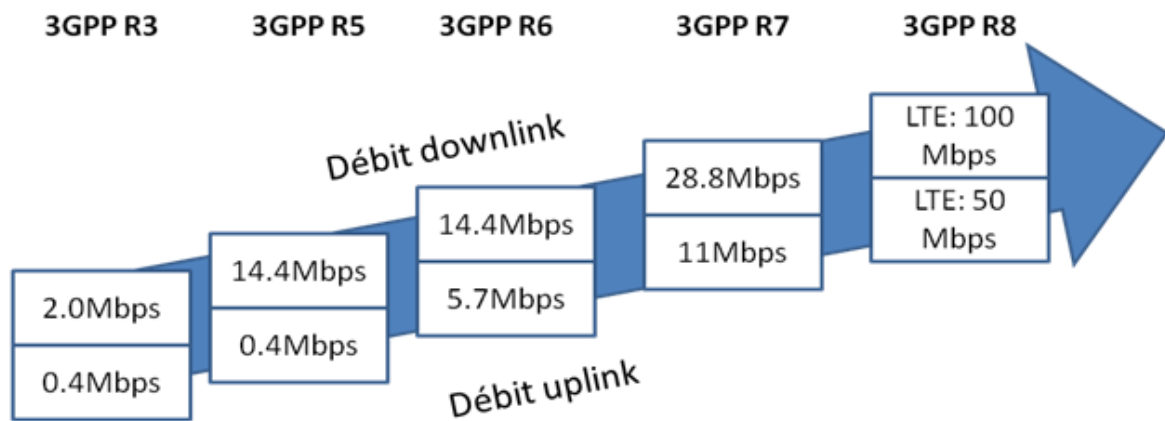 3GPP R3
3GPP R5
3GPP R6
3GPP R7
3GPP R8
Débit downlink
2.0Mbps
0.4Mbps
14.4Mbps
0.4Mbps
14.4Mbps
5.7Mbps
28.8Mbps
11Mbps
LTE: 100
Mbps
LTE: 50
Mbps
Débit uplink